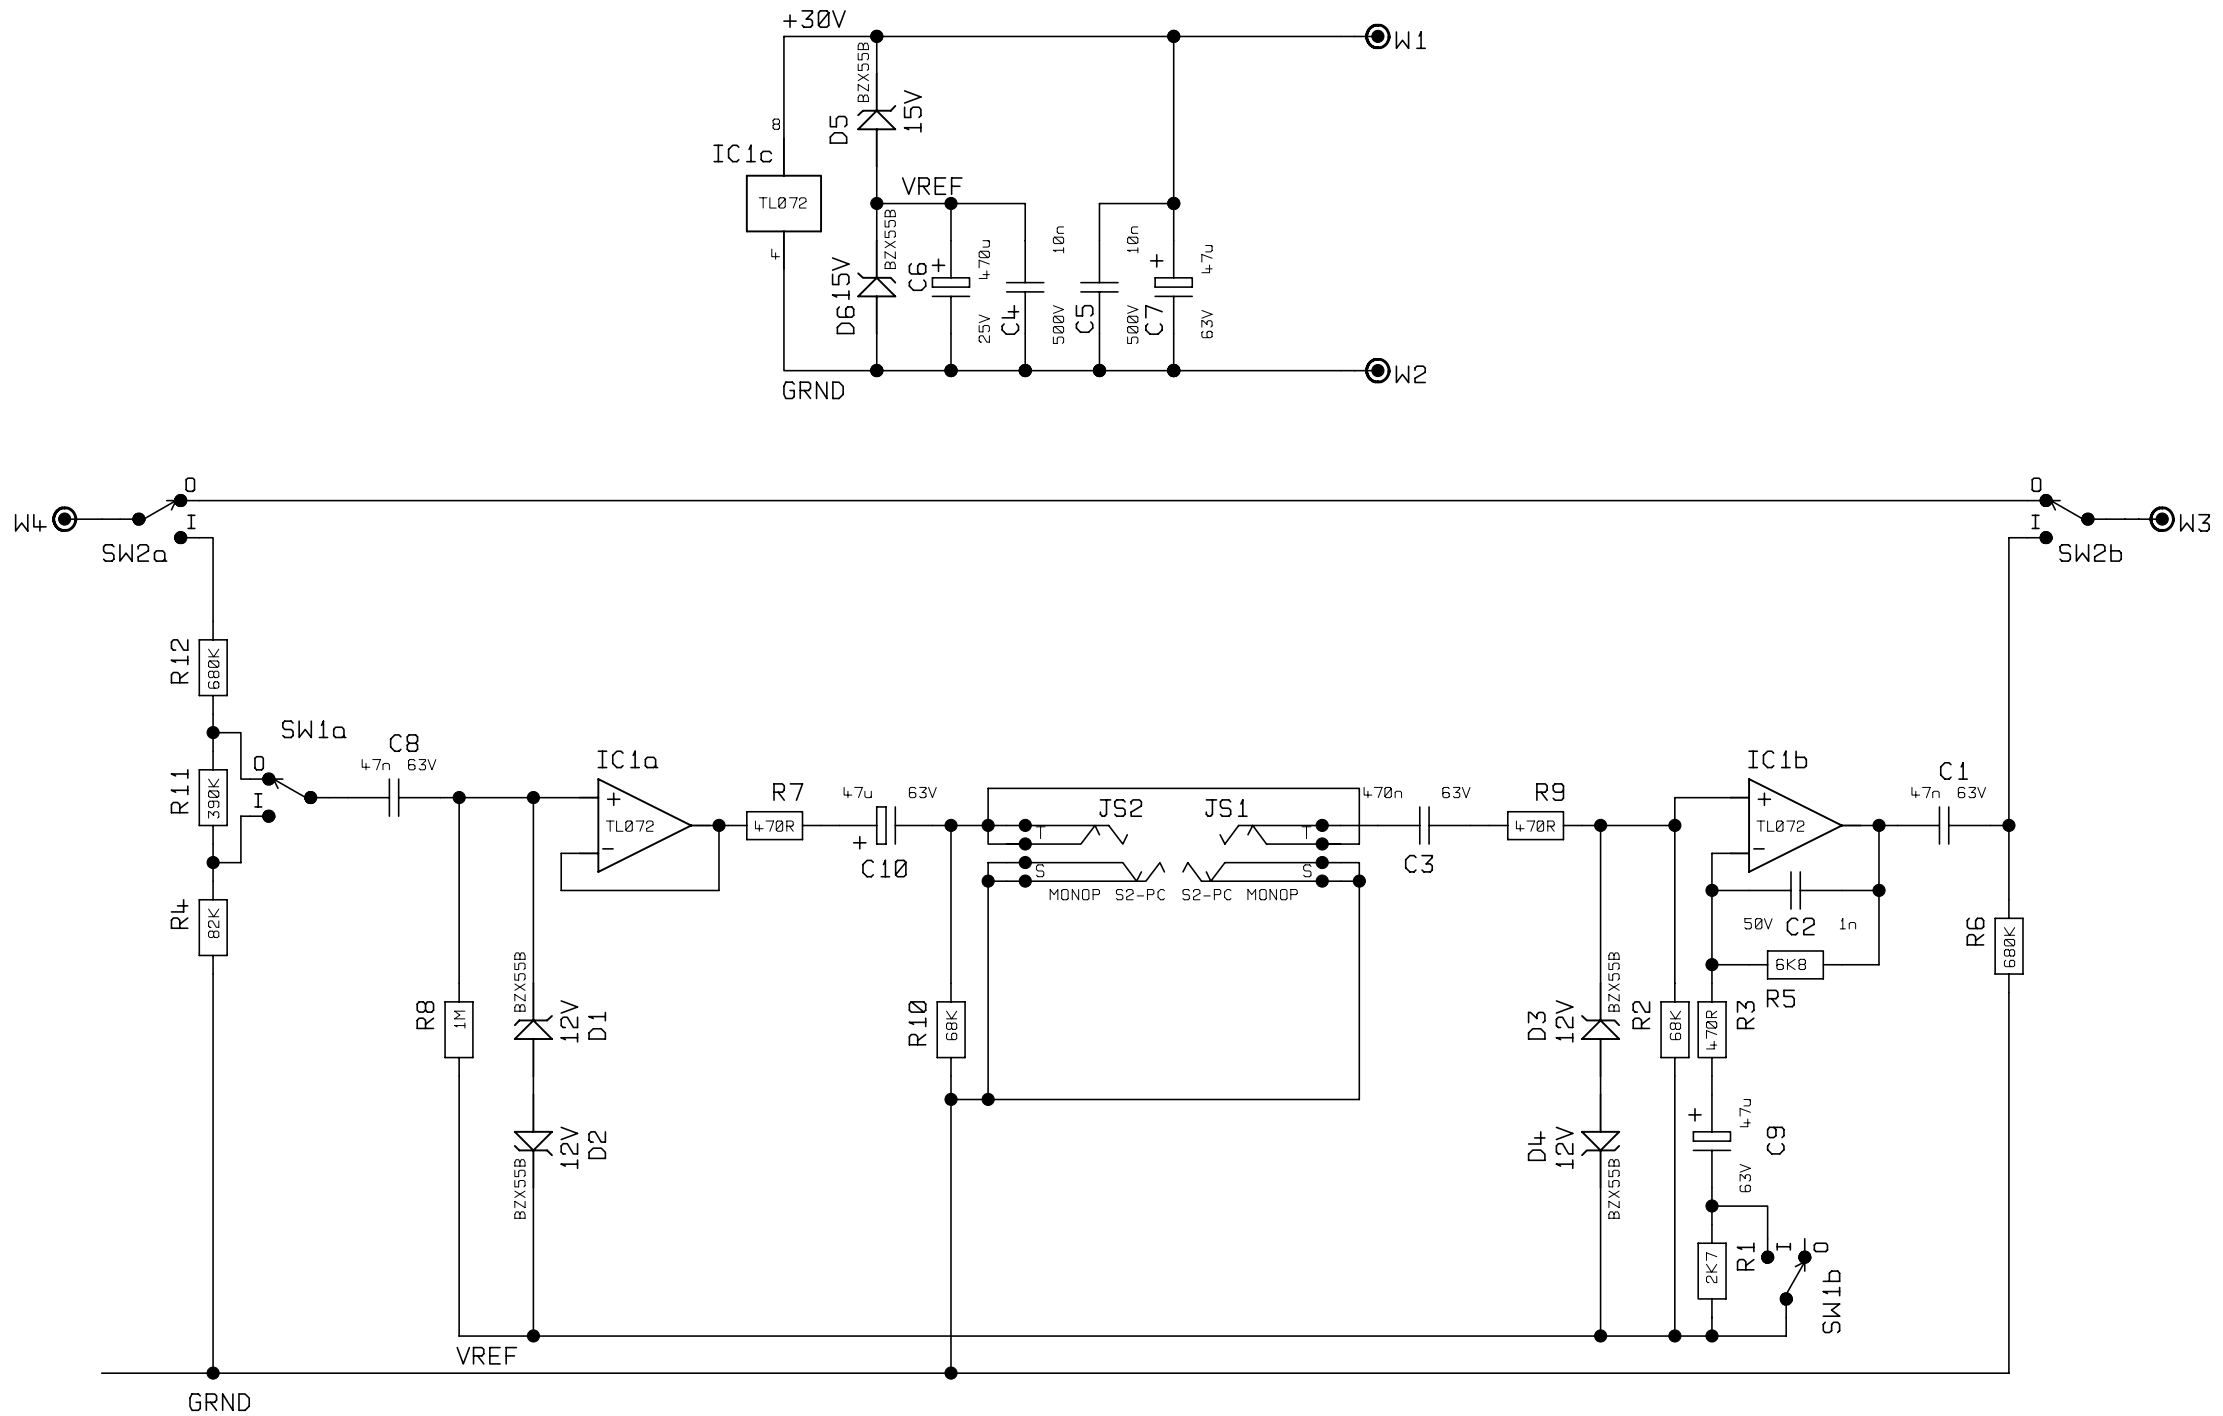 +30V
W1
BZX55B
15V
D5
8
IC1c
TL072
4
VREF
BZX55B
D6 15V
C6 + 470u 25V
C4 10n 500V
C5 10n 500V
C7 + 47u 63V
GRND
W2
W4
O
I
SW2a
O
I
SW2b
W3
R12 680K
R11 390K
R4 82K
SW1a
O
I
C8
47n 63V
IC1a
+
TL072
-
R7
470R
47u 63V
+
C10
JS2
JS1
T
T
S
S
MONOP S2-PC
S2-PC MONOP
470n 63V
C3
R9
470R
IC1b
+
TL072
-
50V C2 1n
6K8
R5
C1
47n 63V
R6 680K
R8 1M
BZX55B
12V D1
12V D2
BZX55B
R10 68K
BZX55B
D3 12V
D4 12V
BZX55B
R2 68K
470R R3
+ 47u
C9
63V
2K7 R1
I
O
SW1b
VREF
GRND